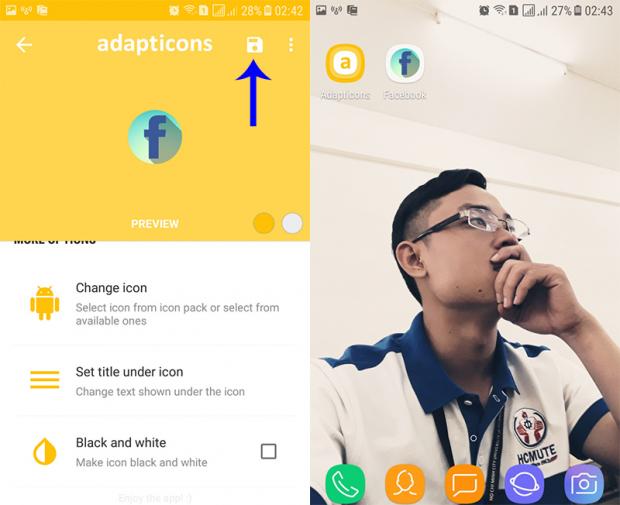 28% 02:42
adapticons
PREVIEW
MORE OPTIONS
Change icon
Select icon from icon pack or select from
available ones
Set title under icon
Change text shown under the icon
Black and white
Make icon black and white
Enjoy the app! :)
27% 02:43
a
f
Adapticons
Facebook
HCMUTE